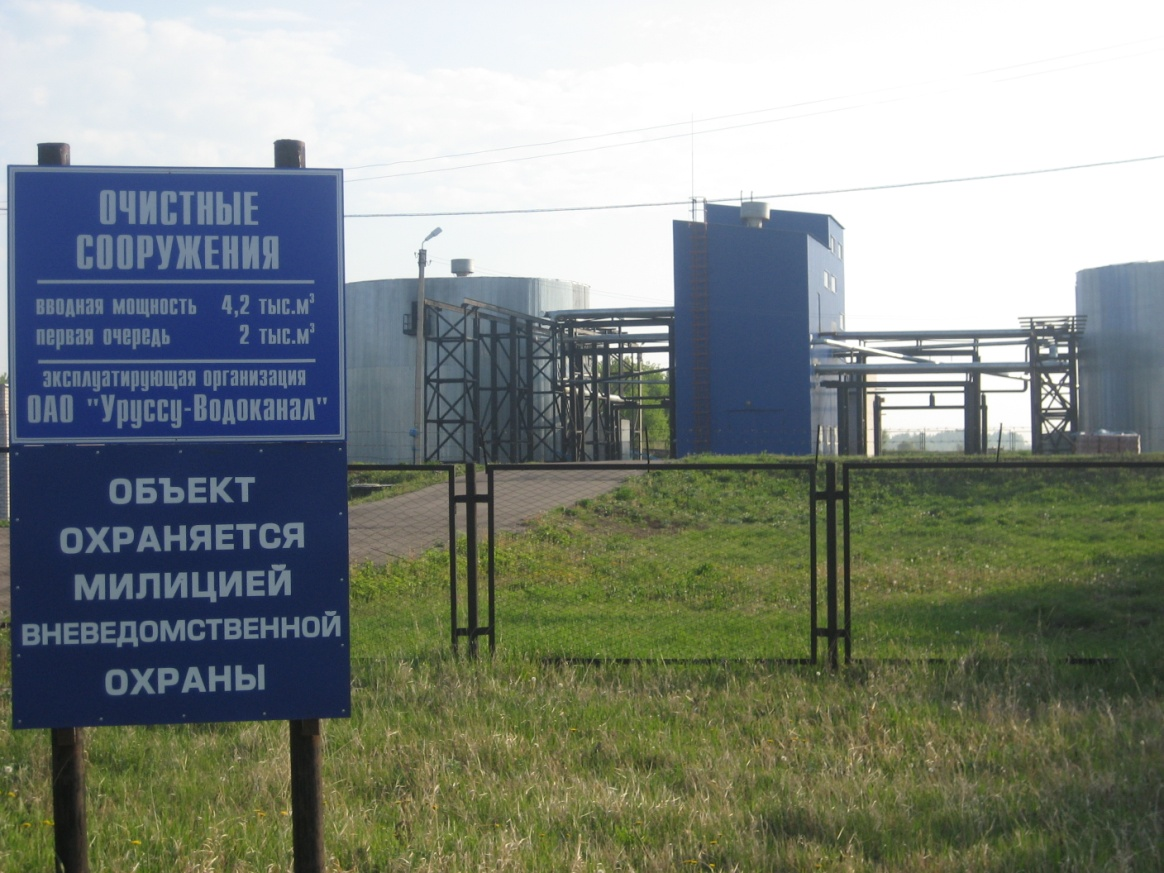 ОЧИСТНЫЕ
СООРУЖЕНИЯ
вводная мощность 4,2 тыс.м³
первая очередь 2 тыс.м³
эксплуатирующая организация
ОАО "Уруссу-Водоканал"
ОБЪЕКТ
ОХРАНЯЕТСЯ
МИЛИЦИЕЙ
ВНЕВЕДОМСТВЕННОЙ
ОХРАНЫ